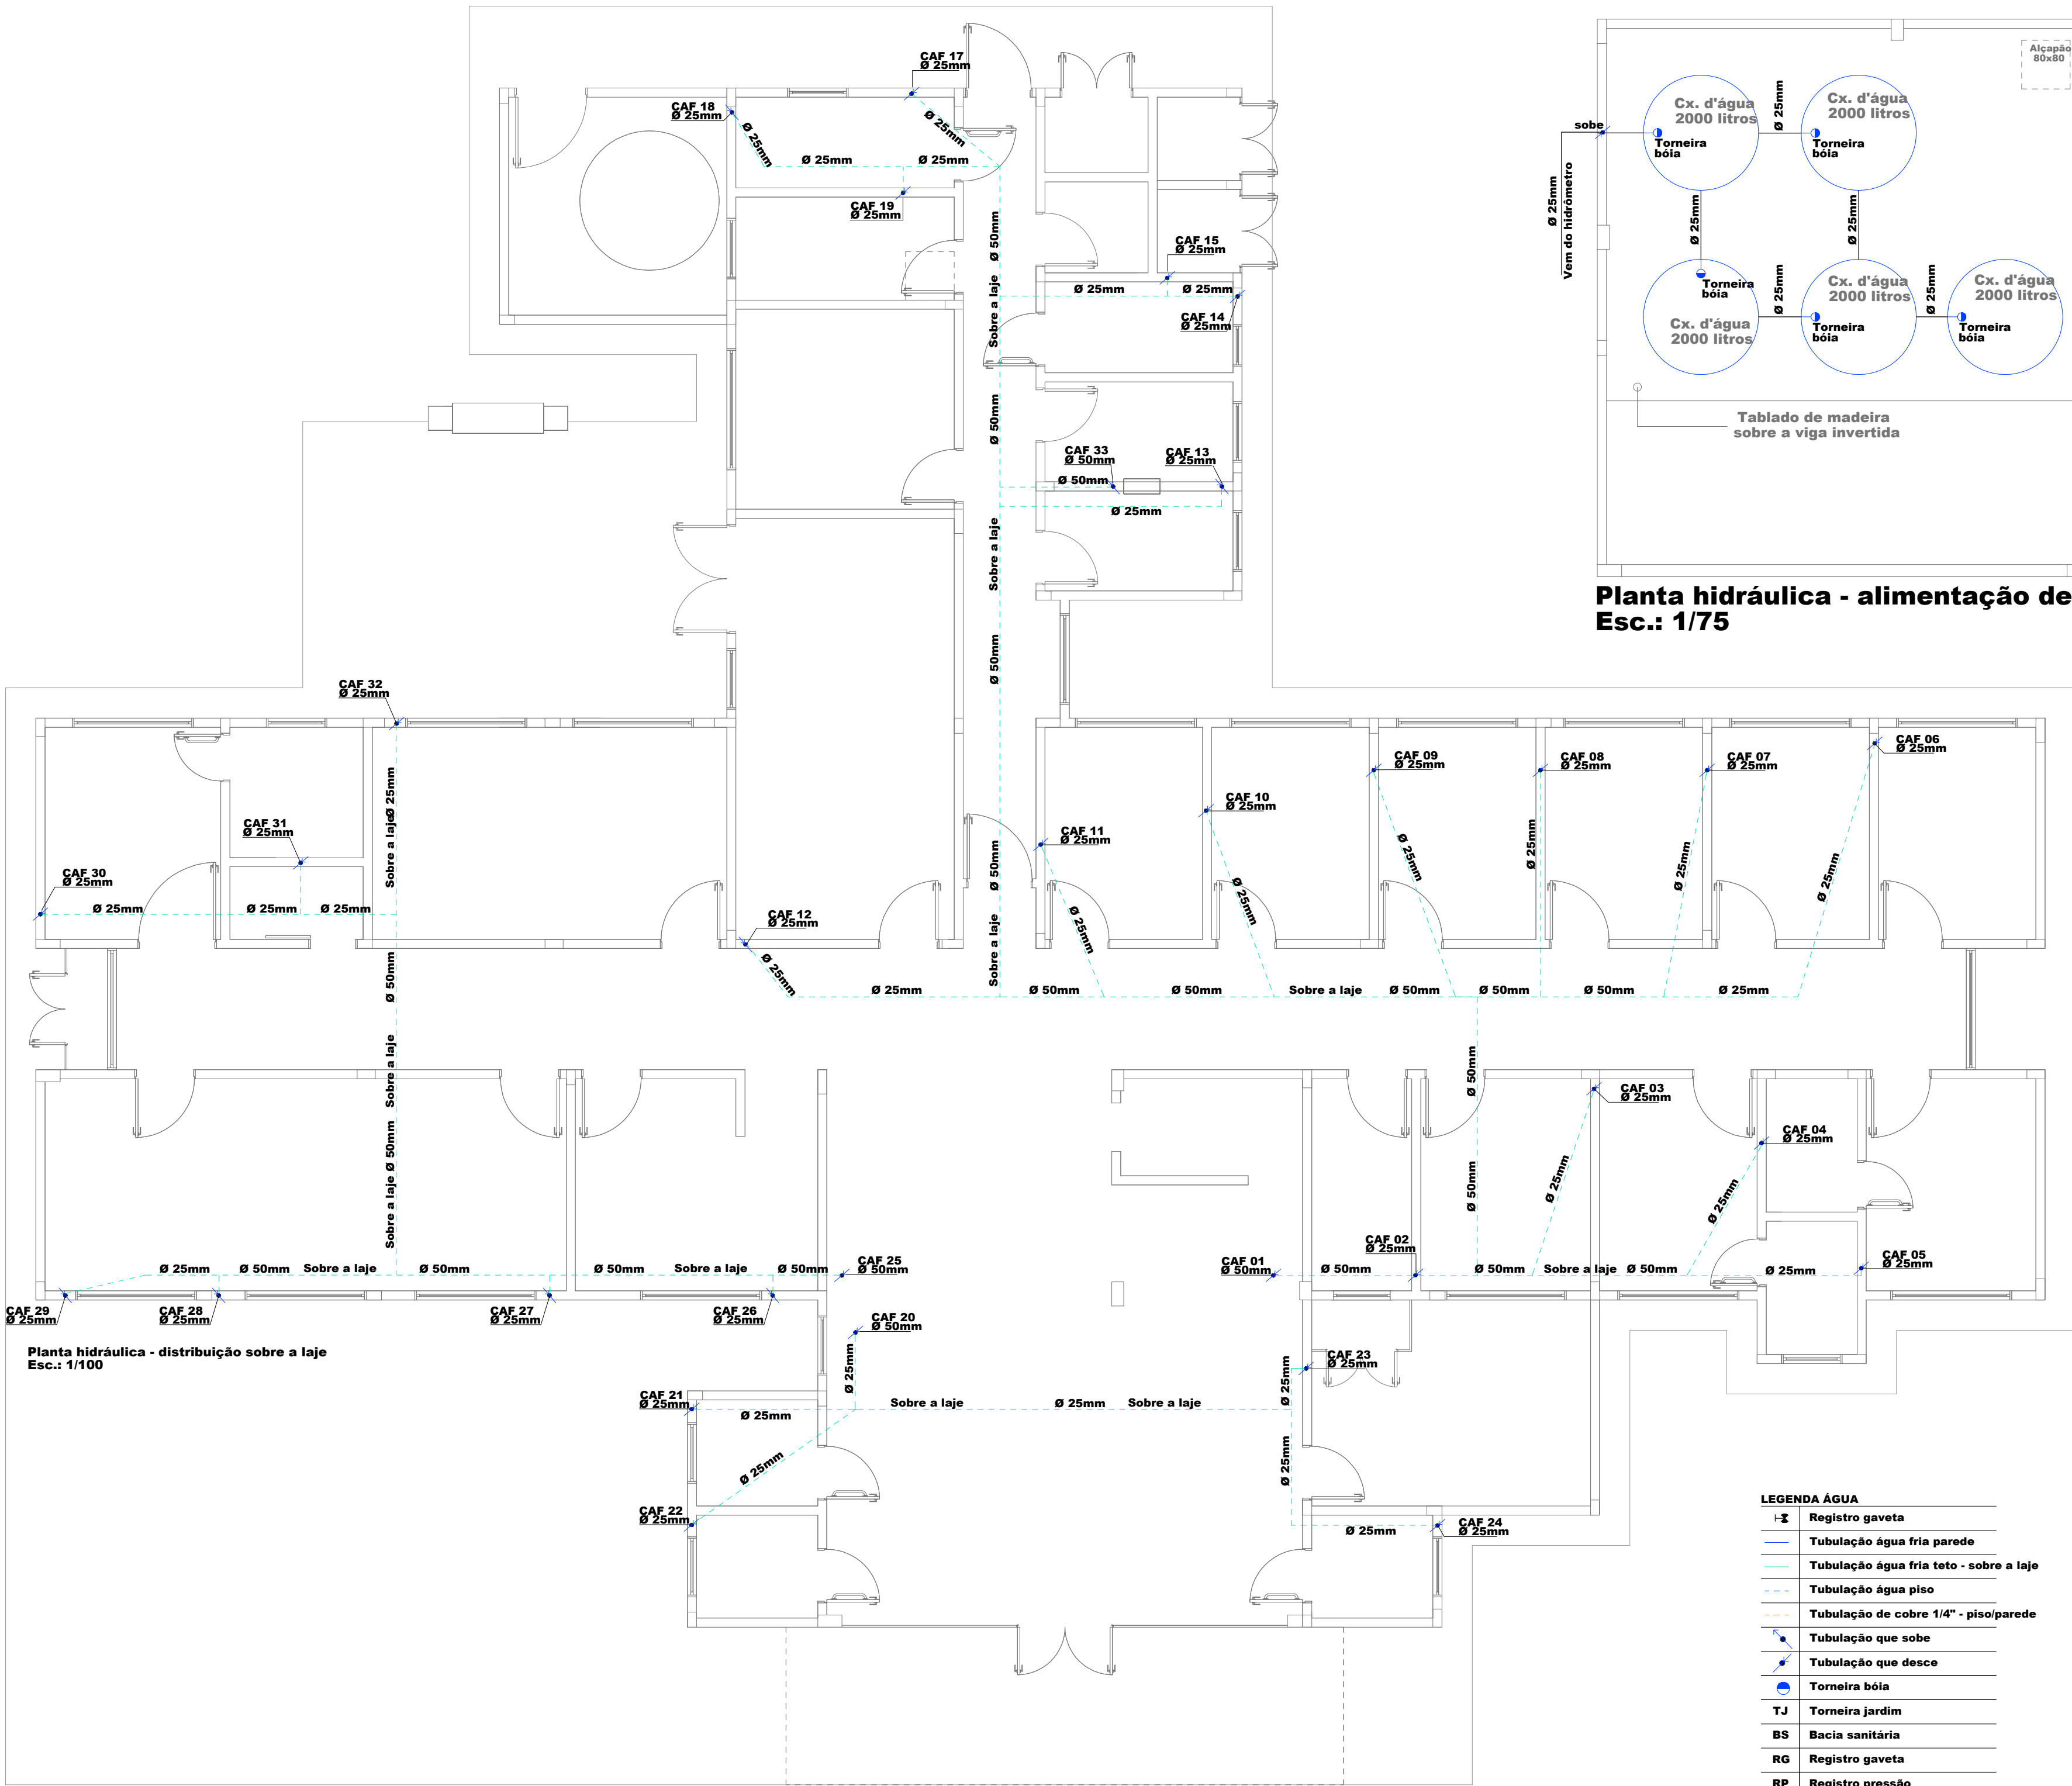 CAF 17
Ø 25mm
CAF 18
Ø 25mm
Ø 25mm
Ø 25mm
Ø 25mm
Ø 25mm
CAF 19
Ø 25mm
Ø 50mm
Sobre a laje
CAF 15
Ø 25mm
Ø 25mm
Ø 25mm
CAF 14
Ø 25mm
Ø 50mm
CAF 33
Ø 50mm
CAF 13
Ø 25mm
Ø 50mm
Ø 25mm
Sobre a laje
Ø 50mm
Alçapão
80x80
Cx. d'água
2000 litros
Ø 25mm
Cx. d'água
2000 litros
sobe
Torneira
bóia
Torneira
bóia
Ø 25mm
Vem do hidrômetro
Ø 25mm
Ø 25mm
Torneira
bóia
Ø 25mm
Cx. d'água
2000 litros
Ø 25mm
Cx. d'água
2000 litros
Cx. d'água
2000 litros
Torneira
bóia
Torneira
bóia
Tablado de madeira
sobre a viga invertida
Planta hidráulica - alimentação de
Esc.: 1/75
CAF 32
Ø 25mm
Ø 25mm
Sobre a laje
CAF 31
Ø 25mm
CAF 30
Ø 25mm
Ø 25mm
Ø 25mm
Ø 25mm
CAF 12
Ø 25mm
Ø 25mm
Ø 25mm
Ø 50mm
Sobre a laje
CAF 11
Ø 25mm
Ø 25mm
CAF 10
Ø 25mm
Ø 25mm
CAF 09
Ø 25mm
Ø 25mm
CAF 08
Ø 25mm
Ø 25mm
CAF 07
Ø 25mm
Ø 25mm
CAF 06
Ø 25mm
Ø 25mm
Ø 50mm
Ø 50mm
Sobre a laje
Ø 50mm
Ø 50mm
Ø 50mm
Ø 25mm
Ø 50mm
Sobre a laje
Ø 50mm
Sobre a laje
Ø 50mm
Ø 50mm
CAF 03
Ø 25mm
Ø 25mm
CAF 04
Ø 25mm
Ø 25mm
CAF 02
Ø 25mm
CAF 01
Ø 50mm
Ø 50mm
Ø 50mm
Sobre a laje
Ø 50mm
Ø 25mm
CAF 05
Ø 25mm
Ø 25mm
Ø 50mm
Sobre a laje
Ø 50mm
Ø 50mm
Sobre a laje
Ø 50mm
CAF 25
Ø 50mm
CAF 29
Ø 25mm
CAF 28
Ø 25mm
CAF 27
Ø 25mm
CAF 26
Ø 25mm
CAF 20
Ø 50mm
Ø 25mm
Planta hidráulica - distribuição sobre a laje
Esc.: 1/100
CAF 23
Ø 25mm
Ø 25mm
CAF 21
Ø 25mm
Ø 25mm
Sobre a laje
Ø 25mm
Sobre a laje
Ø 25mm
Ø 25mm
CAF 22
Ø 25mm
Ø 25mm
CAF 24
Ø 25mm
LEGENDA ÁGUA
Registro gaveta
Tubulação água fria parede
Tubulação água fria teto - sobre a laje
Tubulação água piso
Tubulação de cobre 1/4" - piso/parede
Tubulação que sobe
Tubulação que desce
Torneira bóia
TJ Torneira jardim
BS Bacia sanitária
RG Registro gaveta
RP Registro pressão